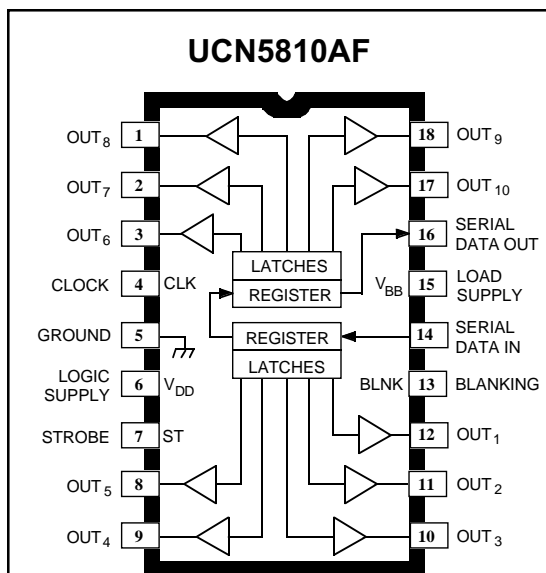 UCN5810AF
OUT8 1 18 OUT9
OUT7 2 17 OUT10
OUT6 3 16 SERIAL DATA OUT
LATCHES
CLOCK 4 CLK REGISTER VBB 15 LOAD SUPPLY
GROUND 5 REGISTER 14 SERIAL DATA IN
LATCHES
LOGIC SUPPLY 6 VDD BLNK 13 BLANKING
STROBE 7 ST 12 OUT1
OUT5 8 11 OUT2
OUT4 9 10 OUT3